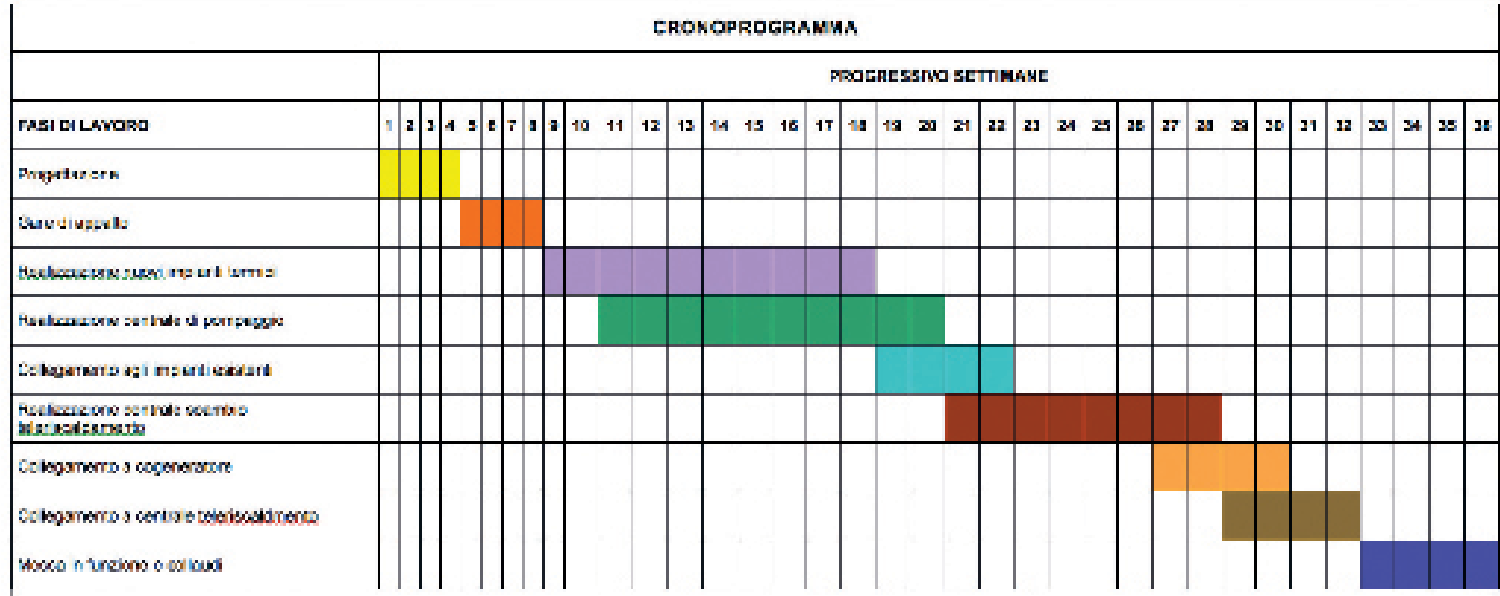 CRONOPROGRAMMA
PROGRESSIVO SETTIMANE
FASI DI LAVORO 1 2 3 4 5 6 7 8 9 10 11 12 13 14 15 16 17 18 19 20 21 22 23 24 25 26 27 28 29 30 31 32 33 34 35 36
Progettazione
Gare di appalto
Realizzazione nuovi impianti termici
Realizzazione centrale di pompaggio
Collegamento agli impianti esistenti
Realizzazione centrale scambio
teleriscaldamento
Collegamento a cogeneratore
Collegamento a centrale teleriscaldmento
Messa in funzione e collaudi